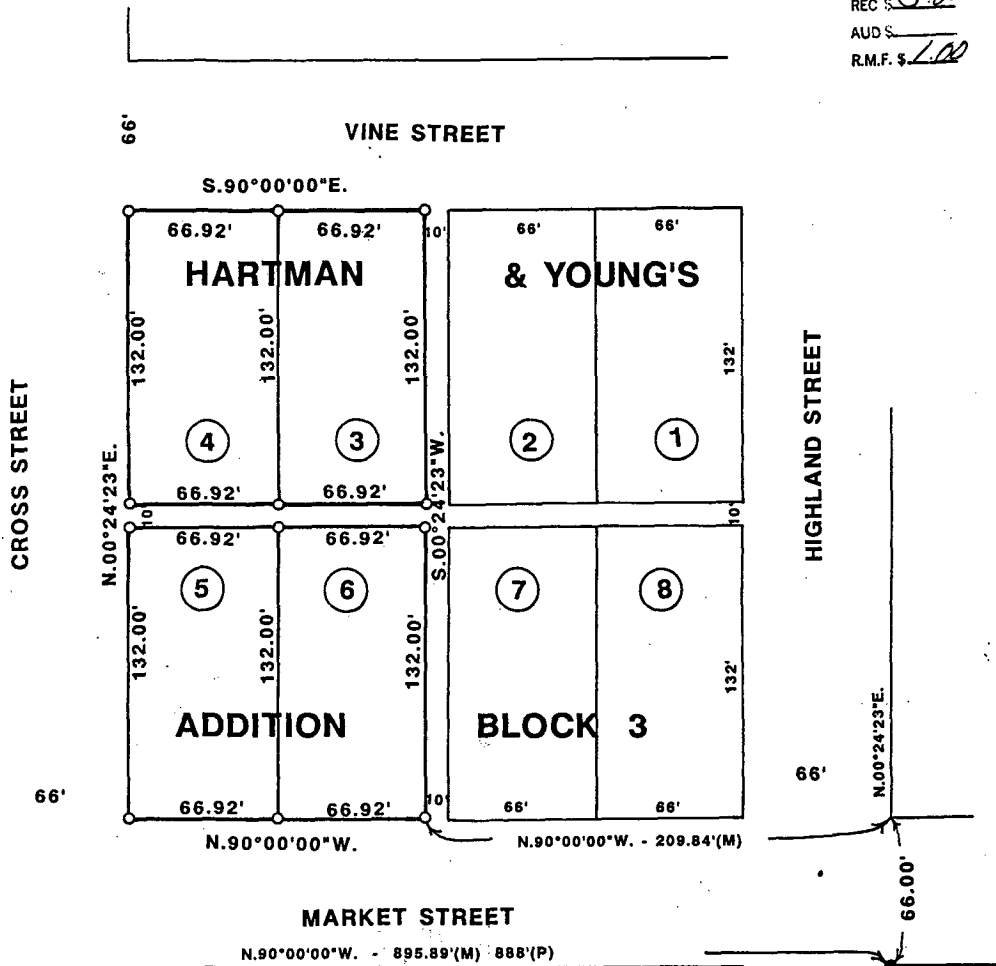 REC $
AUD $
R.M.F. $ 1.00
66'
VINE STREET
S.90°00'00"E.
66.92' 66.92' 10' 66' 66'
HARTMAN & YOUNG'S
132.00' 132.00' 132.00' 132'
CROSS STREET
HIGHLAND STREET
4 3 2 1
N.00°24'23"E.
S.00°24'23"W.
66.92' 66.92'
10' 10'
66.92' 66.92'
5 6 7 8
132.00' 132.00' 132.00' 132'
N.00°24'23"E.
ADDITION BLOCK 3
66' 66'
66.92' 66.92' 10' 66' 66'
N.90°00'00"W. N.90°00'00"W. - 209.84'(M)
66.00'
MARKET STREET
N.90°00'00"W. - 895.89'(M) 888'(P)